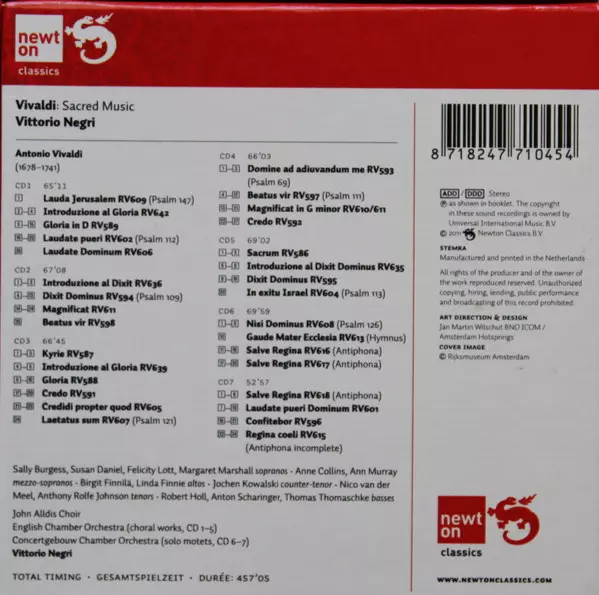 newt
on
classics
Vivaldi: Sacred Music
Vittorio Negri
Antonio Vivaldi
(1678–1741)
CD1 65'11
Lauda Jerusalem RV609 (Psalm 147)
Introduzione al Gloria RV642
Gloria in D RV589
Laudate pueri RV602 (Psalm 112)
Laudate Dominum RV606
CD2 67'08
Introduzione al Dixit RV636
Dixit Dominus RV594 (Psalm 109)
Magnificat RV611
Beatus vir RV598
CD3 66'45
Kyrie RV587
Introduzione al Gloria RV639
Gloria RV588
Credo RV591
Credidi propter quod RV605
Laetatus sum RV607 (Psalm 121)
CD4 66'03
Domine ad adiuvandum me RV593
(Psalm 69)
Beatus vir RV597 (Psalm 111)
Magnificat in G minor RV610/611
Credo RV592
CD5 69'02
Sacrum RV586
Introduzione al Dixit Dominus RV635
Dixit Dominus RV595
In exitu Israel RV604 (Psalm 113)
CD6 69'59
Nisi Dominus RV608 (Psalm 126)
Gaude Mater Ecclesia RV613 (Hymnus)
Salve Regina RV616 (Antiphona)
Salve Regina RV617 (Antiphona)
CD7 52'57
Salve Regina RV618 (Antiphona)
Laudate pueri Dominum RV601
Confitebor RV596
Regina coeli RV615
(Antiphona incomplete)
Sally Burgess, Susan Daniel, Felicity Lott, Margaret Marshall sopranos · Anne Collins, Ann Murray
mezzo-sopranos · Birgit Finnilä, Linda Finnie altos · Jochen Kowalski counter-tenor · Nico van der
Meel, Anthony Rolfe Johnson tenors · Robert Holl, Anton Scharinger, Thomas Thomaschke basses
John Alldis Choir
English Chamber Orchestra (choral works, CD 1–5)
Concertgebouw Chamber Orchestra (solo motets, CD 6–7)
Vittorio Negri
TOTAL TIMING · GESAMTSPIELZEIT · DURÉE: 457'05
8 718247 710454
ADD / DDD Stereo
℗ as shown in booklet. The copyright
in these sound recordings is owned by
Universal International Music B.V
© 2011 Newton Classics B.V
STEMRA
Manufactured and printed in the Netherlands
All rights of the producer and of the owner of
the work reproduced reserved. Unauthorized
copying, hiring, lending, public performance
and broadcasting of this record prohibited.
ART DIRECTION & DESIGN
Jan Martin Witschut BNO ICOM /
Amsterdam Hotsprings
COVER IMAGE
© Rijksmuseum Amsterdam
newt
on
classics
WWW.NEWTONCLASSICS.COM